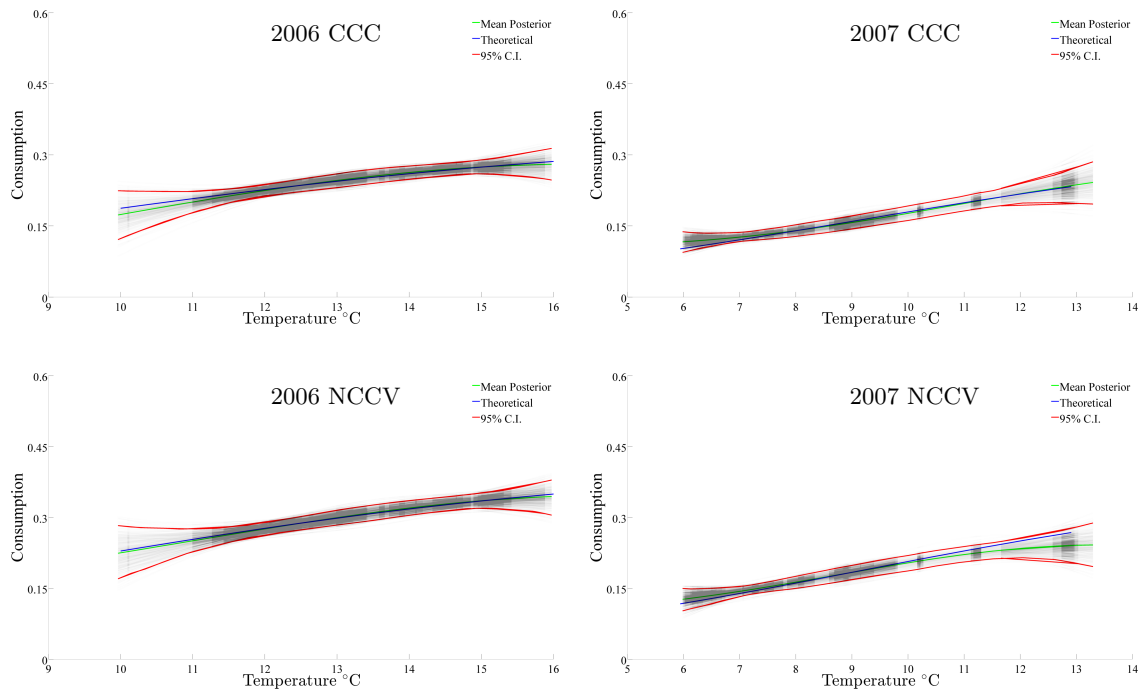 2006 CCC
Mean Posterior
Theoretical
95% C.I.
Consumption
0.6
0.45
0.3
0.15
0
9 10 11 12 13 14 15 16
Temperature °C
2007 CCC
Mean Posterior
Theoretical
95% C.I.
Consumption
0.6
0.45
0.3
0.15
0
5 6 7 8 9 10 11 12 13 14
Temperature °C
2006 NCCV
Mean Posterior
Theoretical
95% C.I.
Consumption
0.6
0.45
0.3
0.15
0
9 10 11 12 13 14 15 16
Temperature °C
2007 NCCV
Mean Posterior
Theoretical
95% C.I.
Consumption
0.6
0.45
0.3
0.15
0
5 6 7 8 9 10 11 12 13 14
Temperature °C